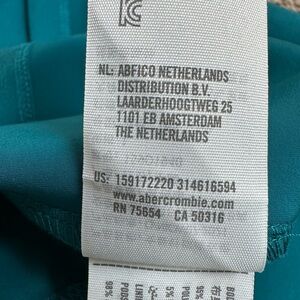 NL: ABFICO NETHERLANDS
DISTRIBUTION B.V.
LAARDERHOOGTWEG 25
1101 EB AMSTERDAM
THE NETHERLANDS
US: 159172220 314616594
www.abercrombie.com
RN 75654 CA 50316